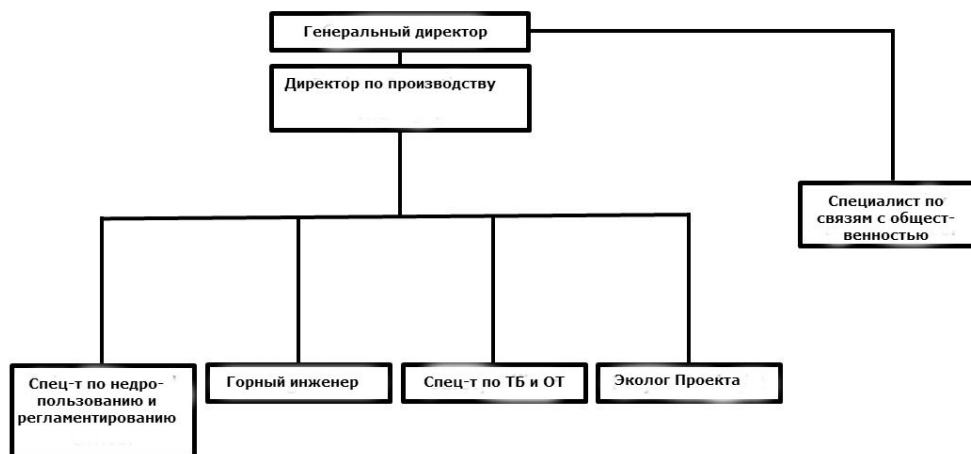 Генеральный директор
Директор по производству
Специалист по
связям с общест-
венностью
Спец-т по недро-
пользованию и
регламентированию
Горный инженер
Спец-т по ТБ и ОТ
Эколог Проекта